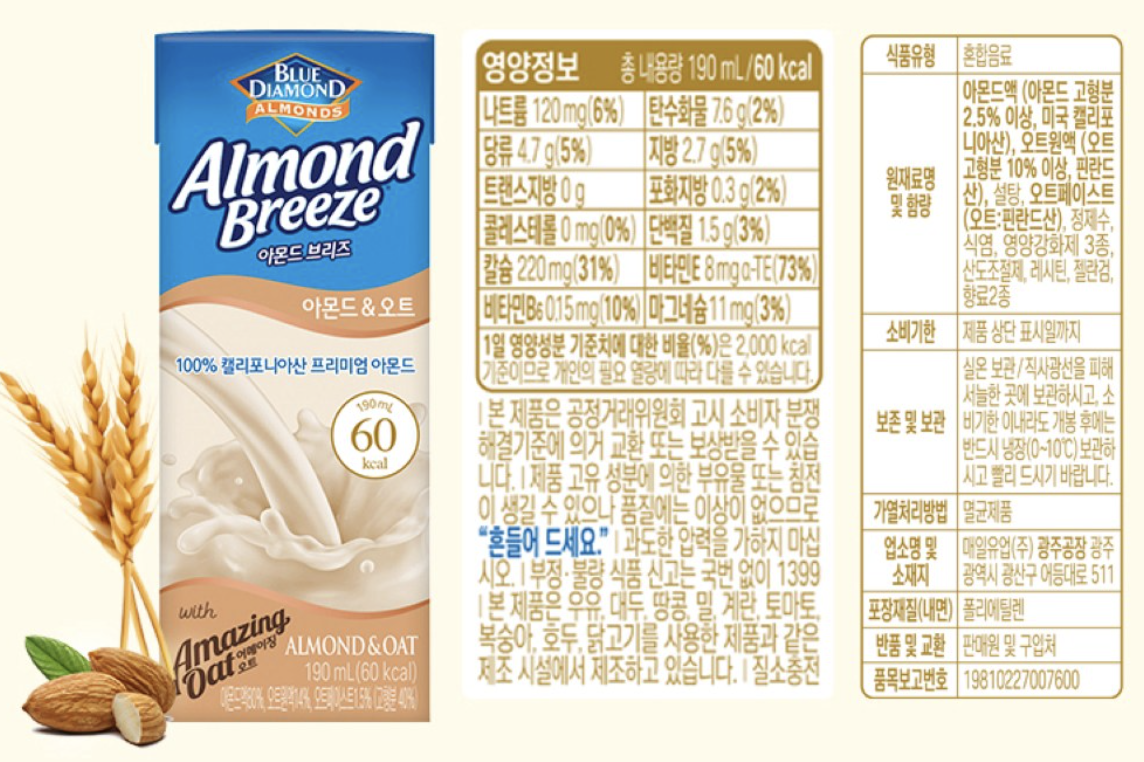 BLUE
DIAMOND
ALMONDS
Almond
Breeze
아몬드 브리즈
아몬드 & 오트
100% 캘리포니아산 프리미엄 아몬드
190 mL
60
kcal
with
Amazing
Oat 어메이징
오트
ALMOND & OAT
190 mL (60 kcal)
아몬드액80%, 오트원액14%, 오트페이스트1.5% (고형분 40%)
영양정보 총 내용량 190 mL/60 kcal
나트륨 120 mg(6%) 탄수화물 7.6 g(2%)
당류 4.7 g(5%) 지방 2.7 g(5%)
트랜스지방 0 g 포화지방 0.3 g(2%)
콜레스테롤 0 mg(0%) 단백질 1.5 g(3%)
칼슘 220 mg(31%) 비타민E 8 mg α-TE(73%)
비타민B6 0.15 mg(10%) 마그네슘 11 mg(3%)
1일 영양성분 기준치에 대한 비율(%)은 2,000 kcal
기준이므로 개인의 필요 열량에 따라 다를 수 있습니다.
| 본 제품은 공정거래위원회 고시 소비자 분쟁
해결기준에 의거 교환 또는 보상받을 수 있습
니다. | 제품 고유 성분에 의한 부유물 또는 침전
이 생길 수 있으나 품질에는 이상이 없으므로
“흔들어 드세요.” | 과도한 압력을 가하지 마십
시오. | 부정·불량 식품 신고는 국번 없이 1399
| 본 제품은 우유, 대두, 땅콩, 밀, 계란, 토마토,
복숭아, 호두, 닭고기를 사용한 제품과 같은
제조 시설에서 제조하고 있습니다. | 질소충전
식품유형 혼합음료
원재료명
및 함량
아몬드액 (아몬드 고형분
2.5% 이상, 미국 캘리포
니아산), 오트원액 (오트
고형분 10% 이상, 핀란드
산), 설탕, 오트페이스트
(오트:핀란드산), 정제수,
식염, 영양강화제 3종,
산도조절제, 레시틴, 젤란검,
향료2종
소비기한 제품 상단 표시일까지
보존 및 보관
실온 보관 / 직사광선을 피해
서늘한 곳에 보관하시고, 소
비기한 이내라도 개봉 후에는
반드시 냉장(0~10℃) 보관하
시고 빨리 드시기 바랍니다.
가열처리방법 멸균제품
업소명 및
소재지
매일유업(주) 광주공장 광주
광역시 광산구 어등대로 511
포장재질(내면) 폴리에틸렌
반품 및 교환 판매원 및 구입처
품목보고번호 19810227007600